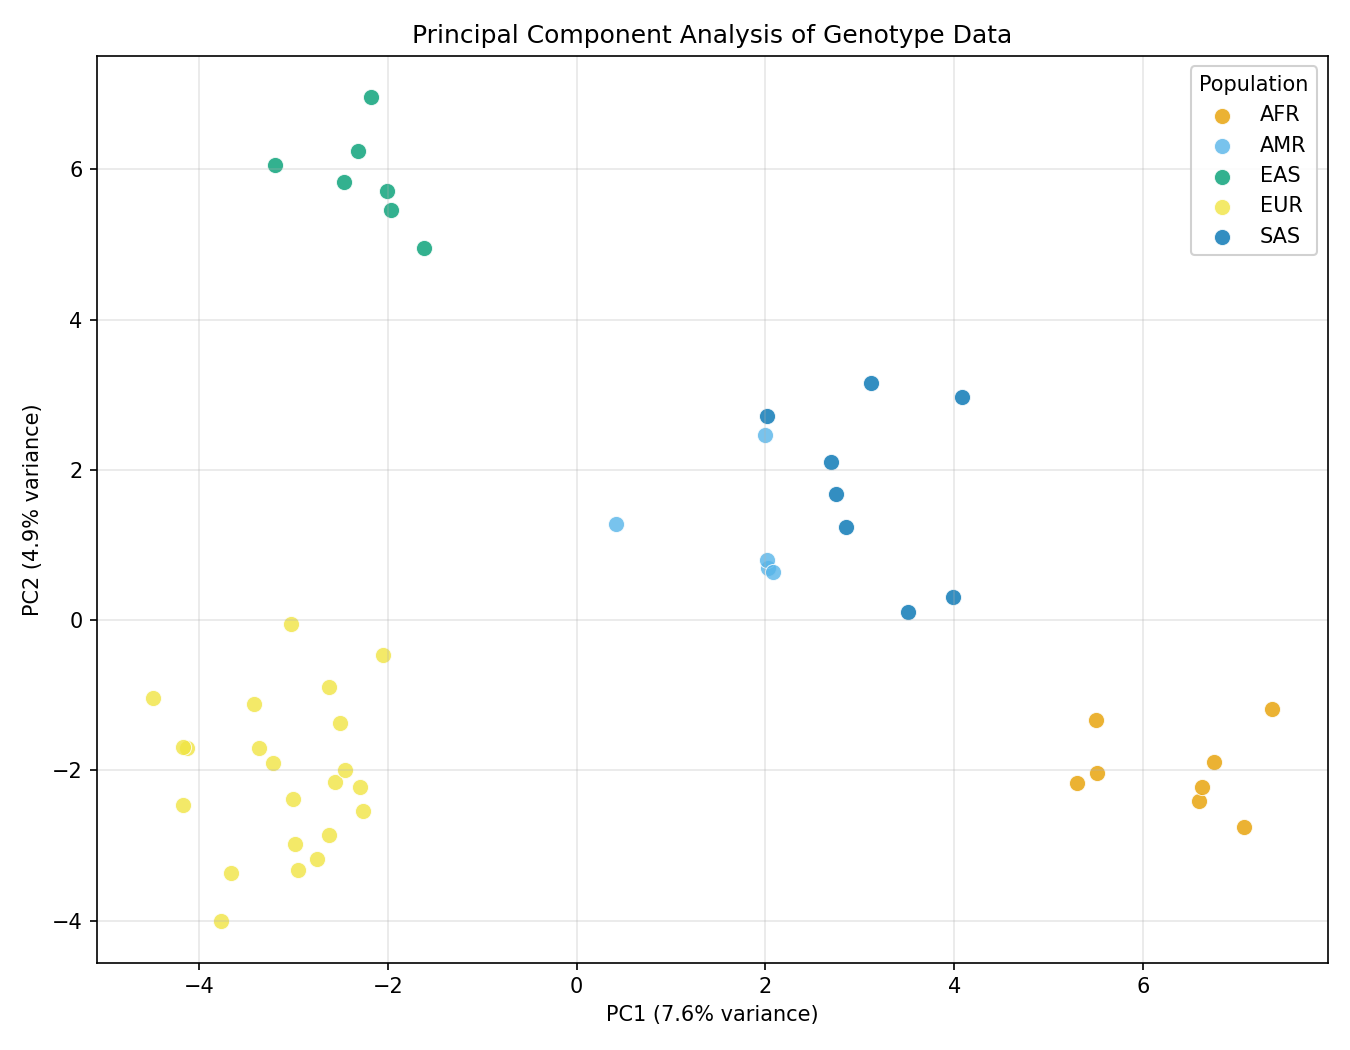 Principal Component Analysis of Genotype Data
Population
AFR
AMR
EAS
EUR
SAS
6
4
2
0
−2
−4
PC2 (4.9% variance)
−4
−2
0
2
4
6
PC1 (7.6% variance)